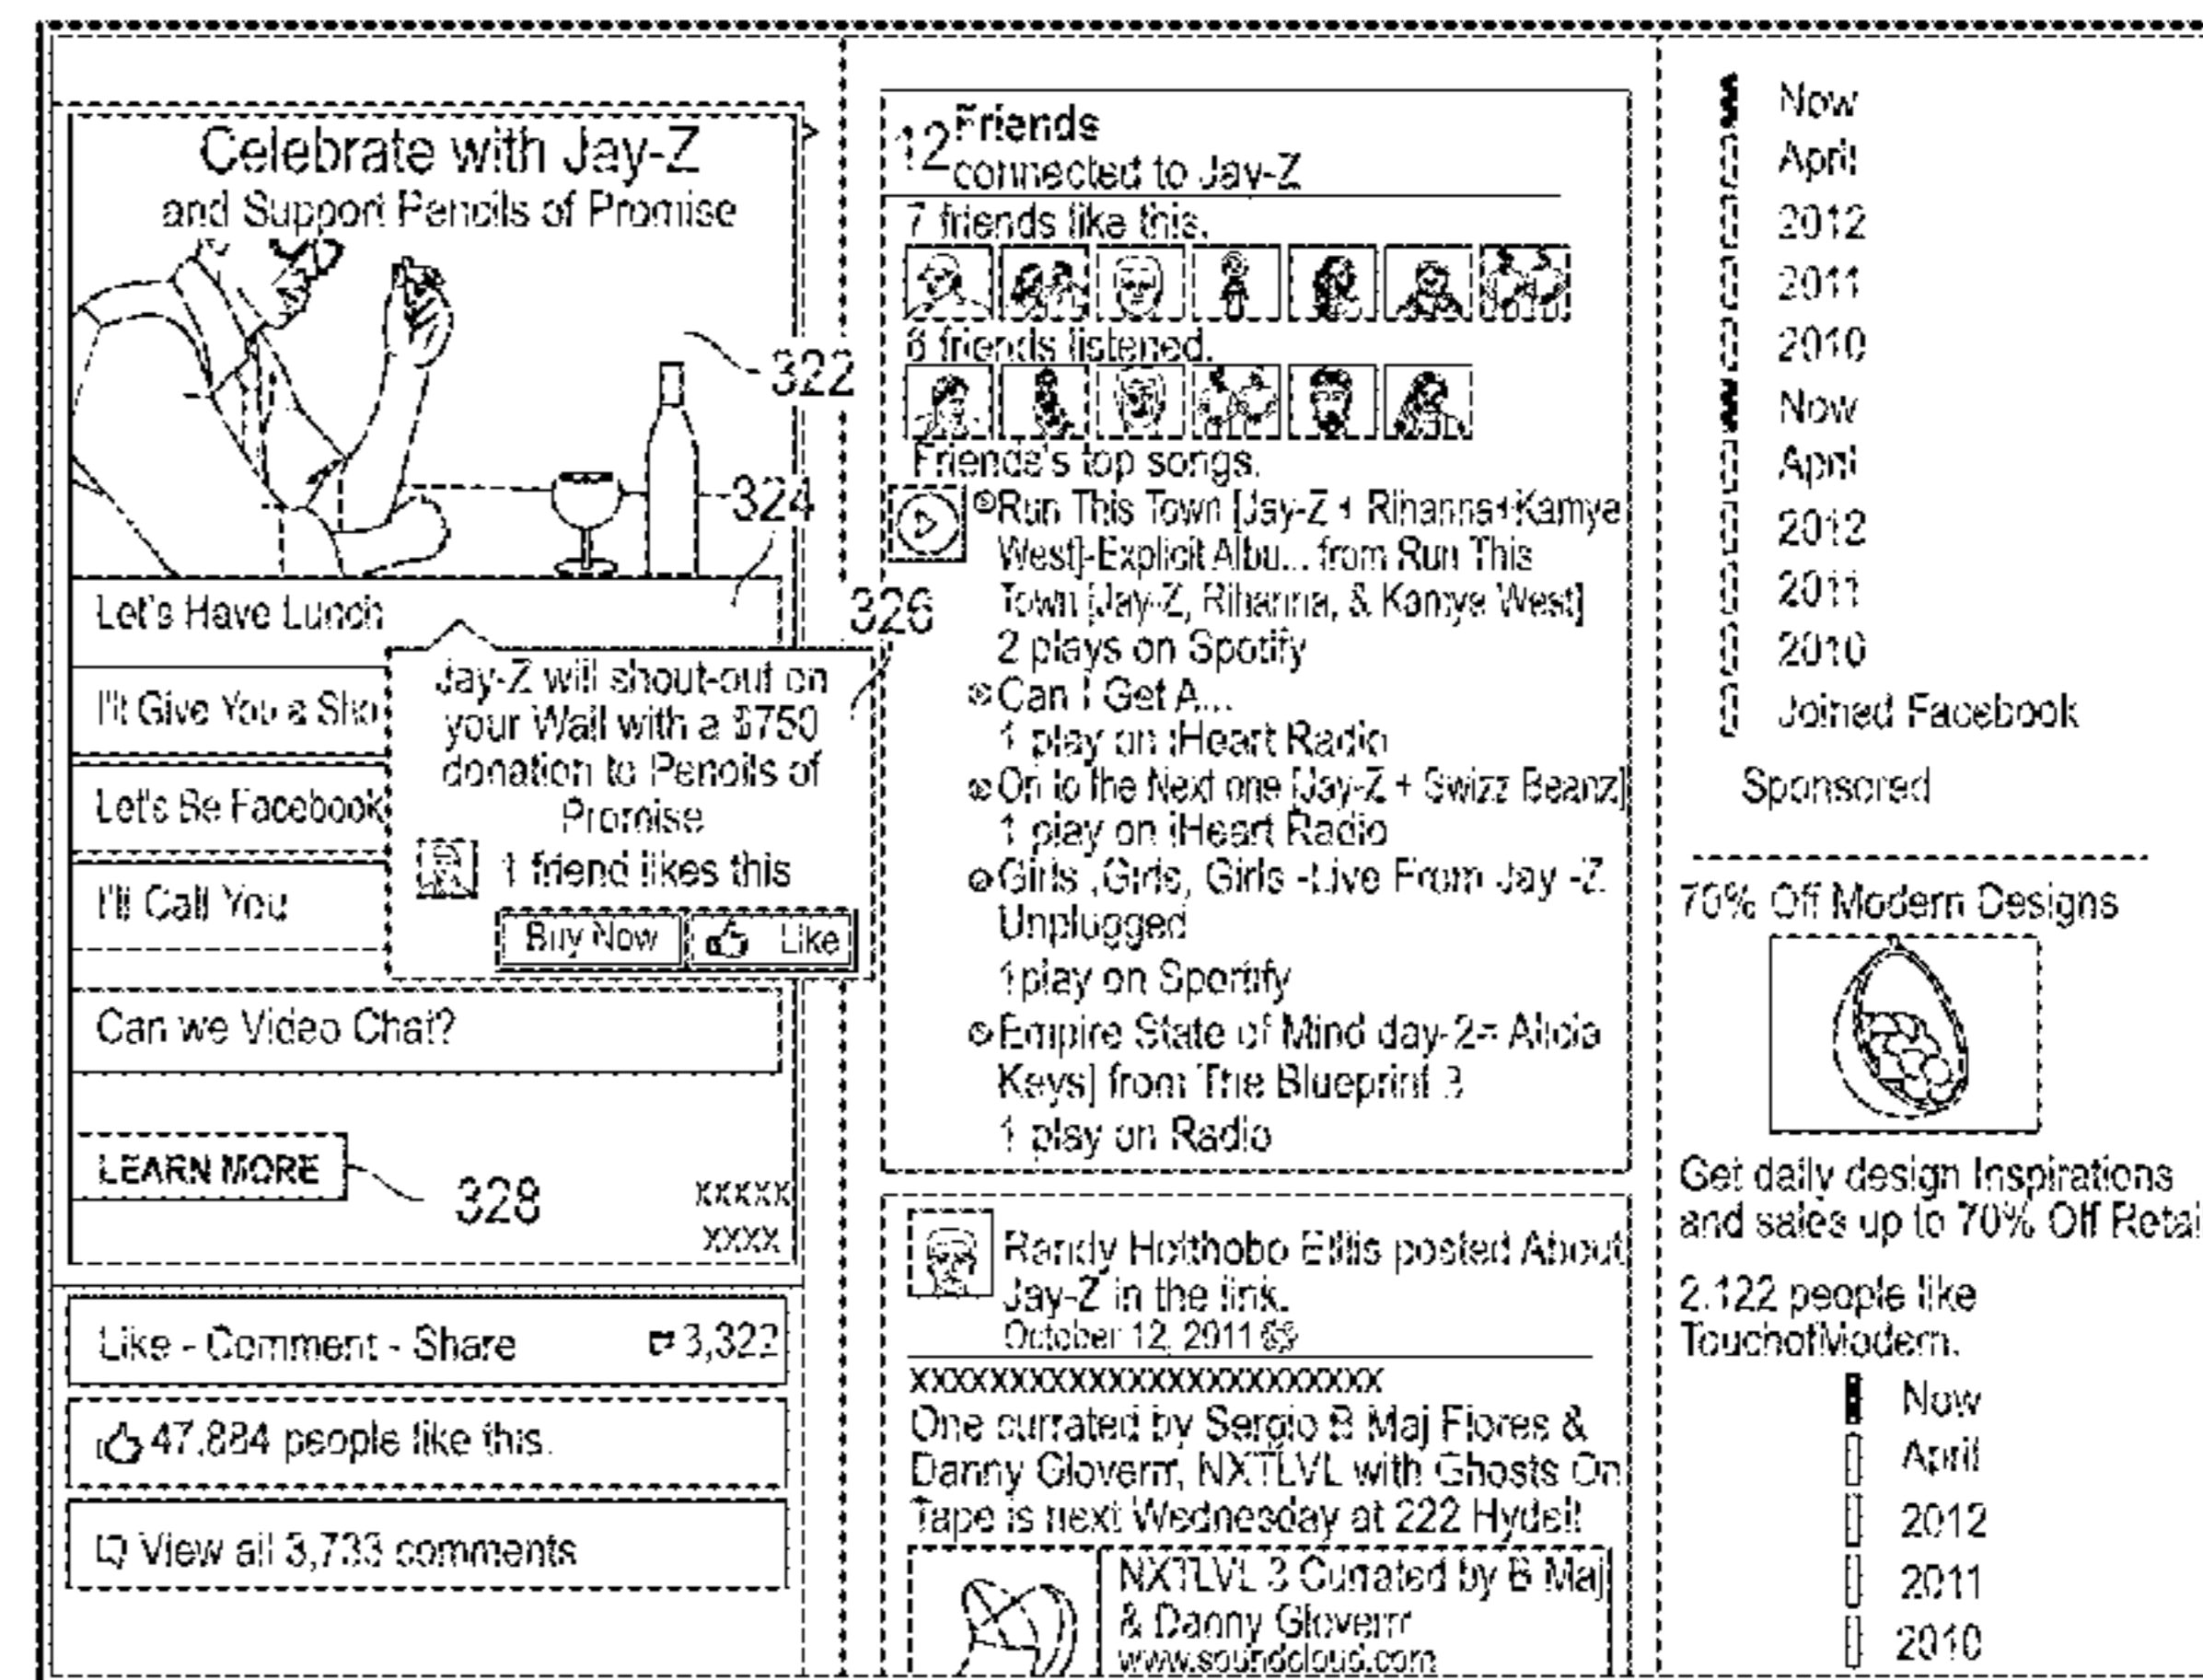 Celebrate with Jay-Z
and Support Pencils of Promise
322
324
Let's Have Lunch
326
Jay-Z will shout-out on
your Wall with a $750
donation to Pencils of
Promise
1 friend likes this
Buy Now
Like
I'll Give You a Sho
Let's Be Facebook
I'll Call You
Can we Video Chat?
LEARN MORE
328
XXXXX
XXXX
Like - Comment - Share 3,322
47,884 people like this.
View all 3,733 comments
12 Friends
connected to Jay-Z
7 friends like this.
6 friends listened.
Friends's top songs.
Run This Town [Jay-Z + Rihanna+Kamye
West]-Explicit Albu... from Run This
Town [Jay-Z, Rihanna, & Kamye West]
2 plays on Spotify
Can I Get A...
1 play on iHeart Radio
On to the Next one [Jay-Z + Swizz Beanz]
1 play on iHeart Radio
Girls ,Girls, Girls -Live From Jay -Z
Unplugged
1play on Sportify
Empire State of Mind day-2= Alicia
Keys] from The Blueprint 3
1 play on Radio
Randy Holthobo Elllis posted About
Jay-Z in the link.
October 12, 2011
XXXXXXXXXXXXXXXXXXXXXXXX
One currated by Sergio B Maj Flores &
Danny Gloverrr, NXTLVL with Ghosts On
Tape is next Wednesday at 222 Hyde!!
NXTLVL 3 Currated by B Maj
& Danny Gloverrr
www.soundcloud.com
Now
April
2012
2011
2010
Now
April
2012
2011
2010
Joined Facebook
Sponsored
70% Off Modern Designs
Get daily design Inspirations
and sales up to 70% Off Retai
2.122 people like
TouchofModern.
Now
April
2012
2011
2010